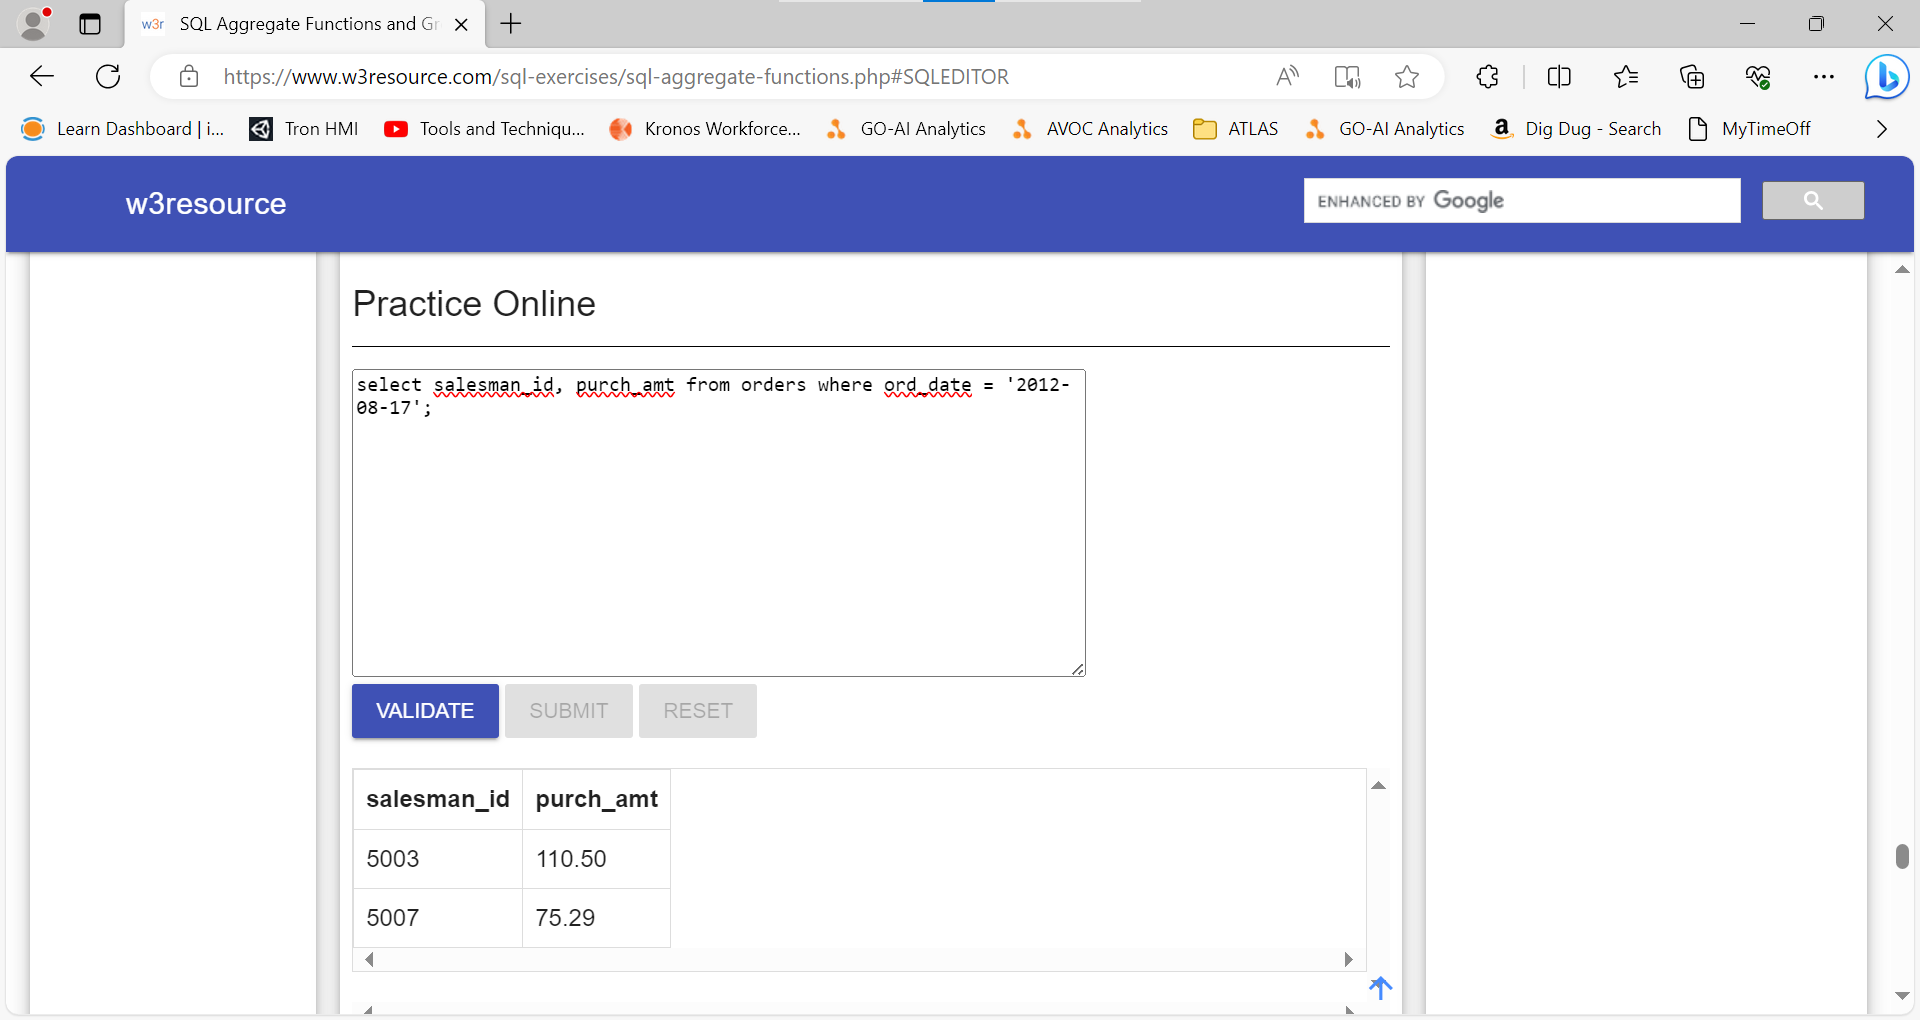 w3r SQL Aggregate Functions and Gr
https://www.w3resource.com/sql-exercises/sql-aggregate-functions.php#SQLEDITOR
Learn Dashboard | i... Tron HMI Tools and Techniqu... Kronos Workforce... GO-AI Analytics AVOC Analytics ATLAS GO-AI Analytics a Dig Dug - Search MyTimeOff
w3resource ENHANCED BY Google
Practice Online
select salesman_id, purch_amt from orders where ord_date = '2012-
08-17';
VALIDATE SUBMIT RESET
salesman_id purch_amt
5003 110.50
5007 75.29